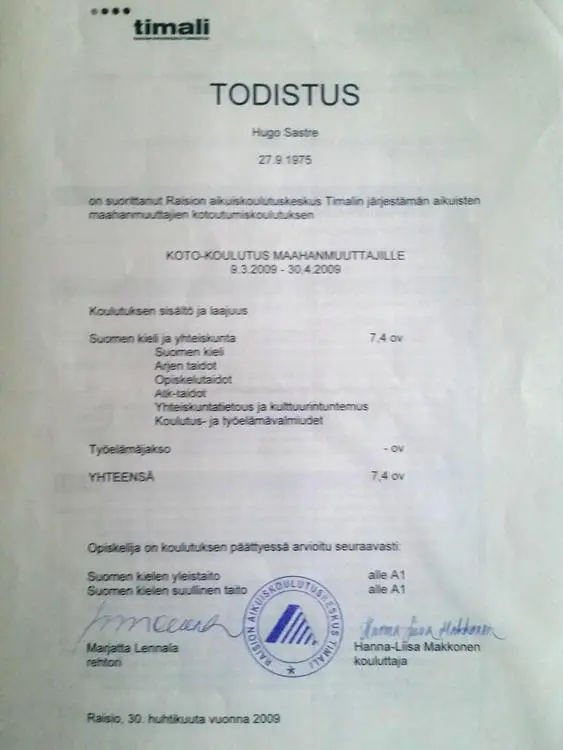 timali
TODISTUS
Hugo Sastre
27.9.1975
on suorittanut Raision aikuiskoulutuskeskus Timalin järjestämän aikuisten
maahanmuuttajien kotoutumiskoulutuksen
KOTO-KOULUTUS MAAHANMUUTTAJILLE
9.3.2009 - 30.4.2009
Koulutuksen sisältö ja laajuus
Suomen kieli ja yhteiskunta 7,4 ov
Suomen kieli
Arjen taidot
Opiskelutaidot
Atk-taidot
Yhteiskuntatietous ja kulttuurintuntemus
Koulutus- ja työelämävalmiudet
Työelämäjakso - ov
YHTEENSÄ 7,4 ov
Opiskelija on koulutuksen päättyessä arvioitu seuraavasti:
Suomen kielen yleistaito alle A1
Suomen kielen suullinen taito alle A1
RAISION AIKUISKOULUTUSKESKUS TIMALI
Hanna-Liisa Makkonen
Marjatta Lennala Hanna-Liisa Makkonen
rehtori kouluttaja
Raisio, 30. huhtikuuta vuonna 2009